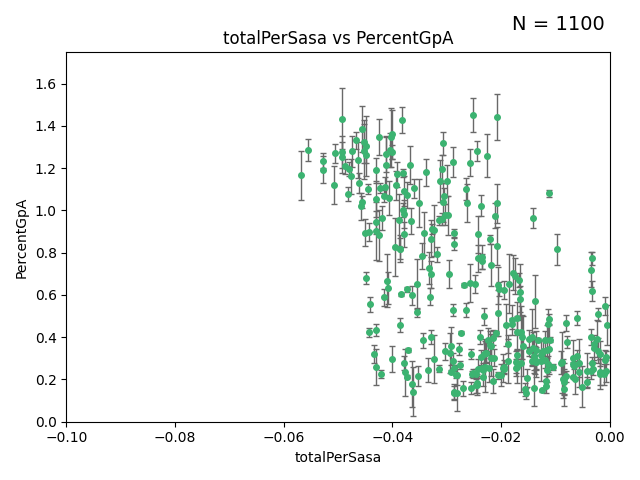 N = 1100
totalPerSasa vs PercentGpA
PercentGpA
1.6
1.4
1.2
1.0
0.8
0.6
0.4
0.2
0.0
−0.10 −0.08 −0.06 −0.04 −0.02 0.00
totalPerSasa